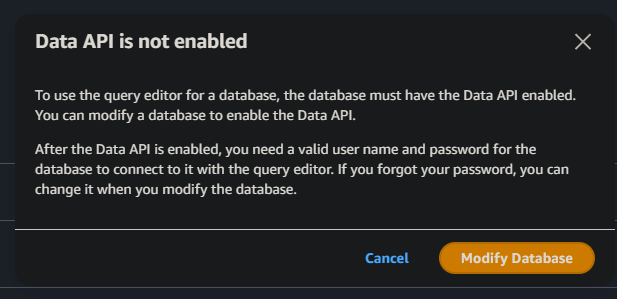 Data API is not enabled
To use the query editor for a database, the database must have the Data API enabled.
You can modify a database to enable the Data API.
After the Data API is enabled, you need a valid user name and password for the
database to connect to it with the query editor. If you forgot your password, you can
change it when you modify the database.
Cancel
Modify Database